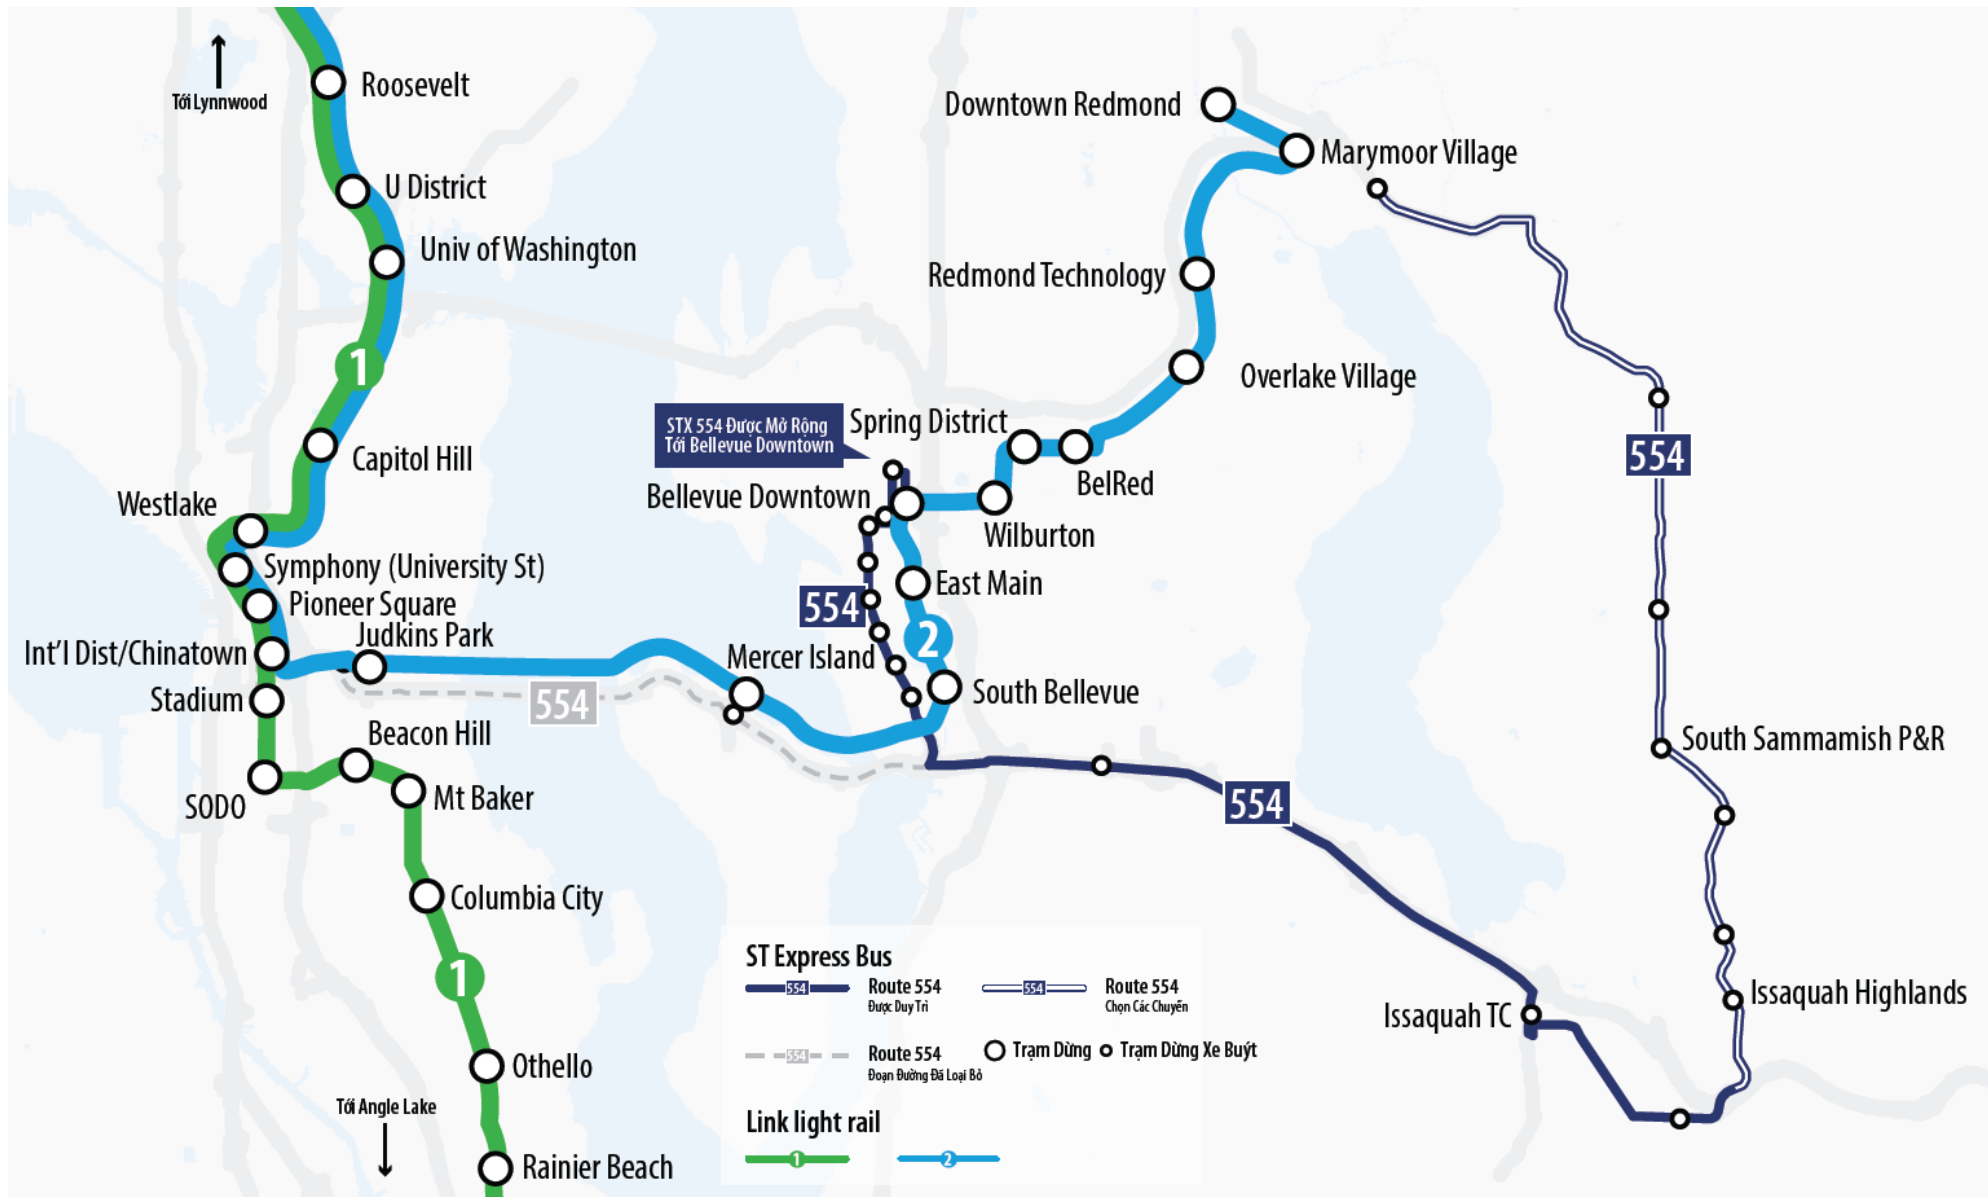 Tới Lynnwood
Roosevelt
U District
Univ of Washington
1
Capitol Hill
Westlake
Symphony (University St)
Pioneer Square
Int'l Dist/Chinatown
Judkins Park
Stadium
SODO
Beacon Hill
Mt Baker
Columbia City
1
Othello
Tới Angle Lake
Rainier Beach
554
Mercer Island
Downtown Redmond
Marymoor Village
Redmond Technology
Overlake Village
STX 554 Được Mở Rộng
Tới Bellevue Downtown
Spring District
BelRed
Bellevue Downtown
Wilburton
East Main
554
2
South Bellevue
554
554
South Sammamish P&R
Issaquah Highlands
Issaquah TC
ST Express Bus
554 Route 554
Được Duy Trì
554 Route 554
Chọn Các Chuyến
554 Route 554
Đoạn Đường Đã Loại Bỏ
Trạm Dừng
Trạm Dừng Xe Buýt
Link light rail
1
2